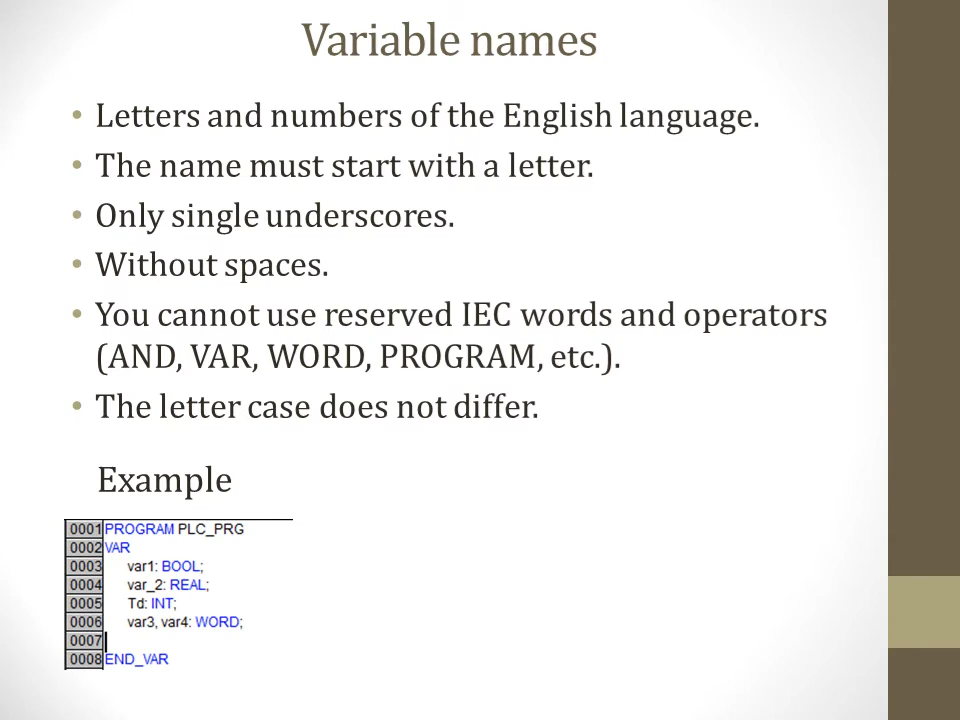 Variable names
• Letters and numbers of the English language.
• The name must start with a letter.
• Only single underscores.
• Without spaces.
• You cannot use reserved IEC words and operators
(AND, VAR, WORD, PROGRAM, etc.).
• The letter case does not differ.
Example
0001 PROGRAM PLC_PRG
0002 VAR
0003 var1: BOOL;
0004 var_2: REAL;
0005 Td: INT;
0006 var3, var4: WORD;
0007
0008 END_VAR